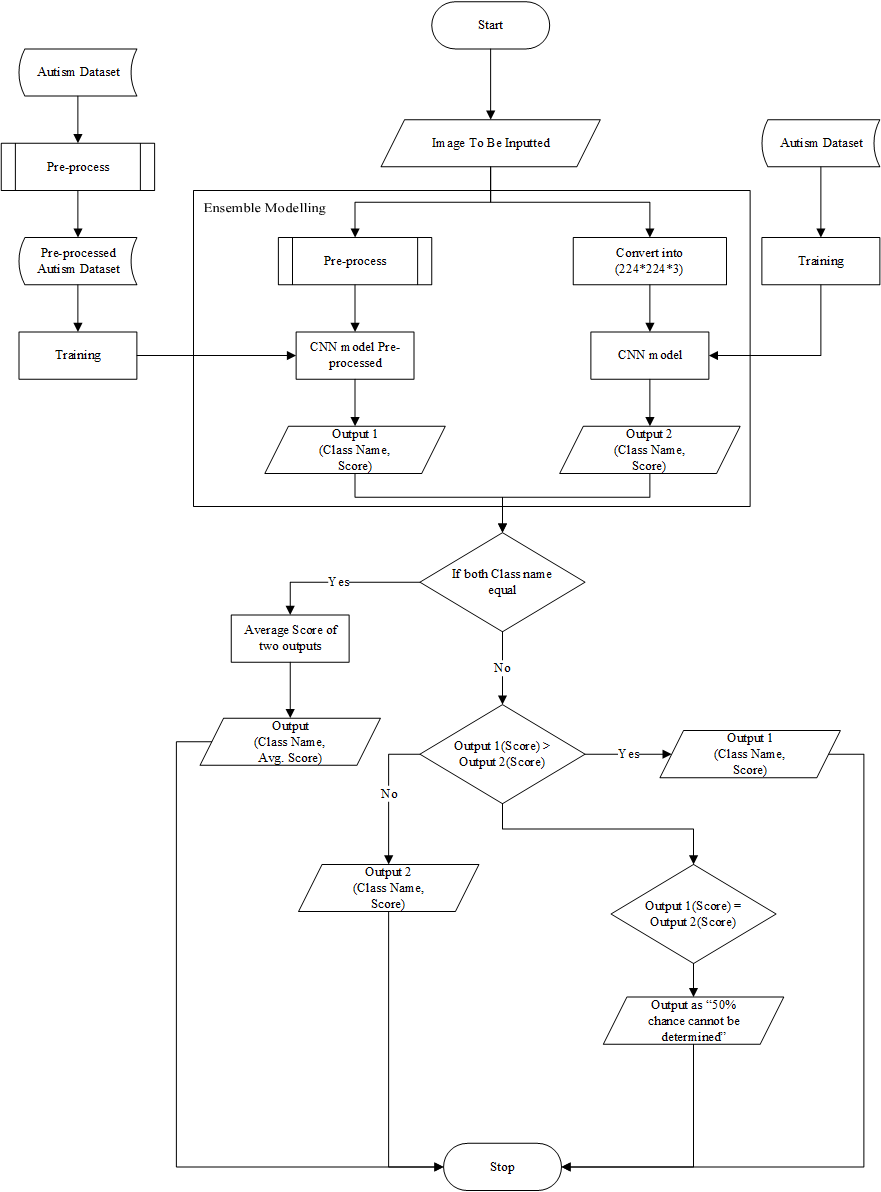 Start
Autism Dataset
Image To Be Inputted
Autism Dataset
Pre-process
Ensemble Modelling
Pre-processed
Autism Dataset
Pre-process
Convert into
(224*224*3)
Training
Training
CNN model Pre-
processed
CNN model
Output 1
(Class Name,
Score)
Output 2
(Class Name,
Score)
If both Class name
equal
Yes
Average Score of
two outputs
No
Output
(Class Name,
Avg. Score)
Output 1(Score) >
Output 2(Score)
Yes
Output 1
(Class Name,
Score)
No
Output 2
(Class Name,
Score)
Output 1(Score) =
Output 2(Score)
Output as “50%
chance cannot be
determined”
Stop